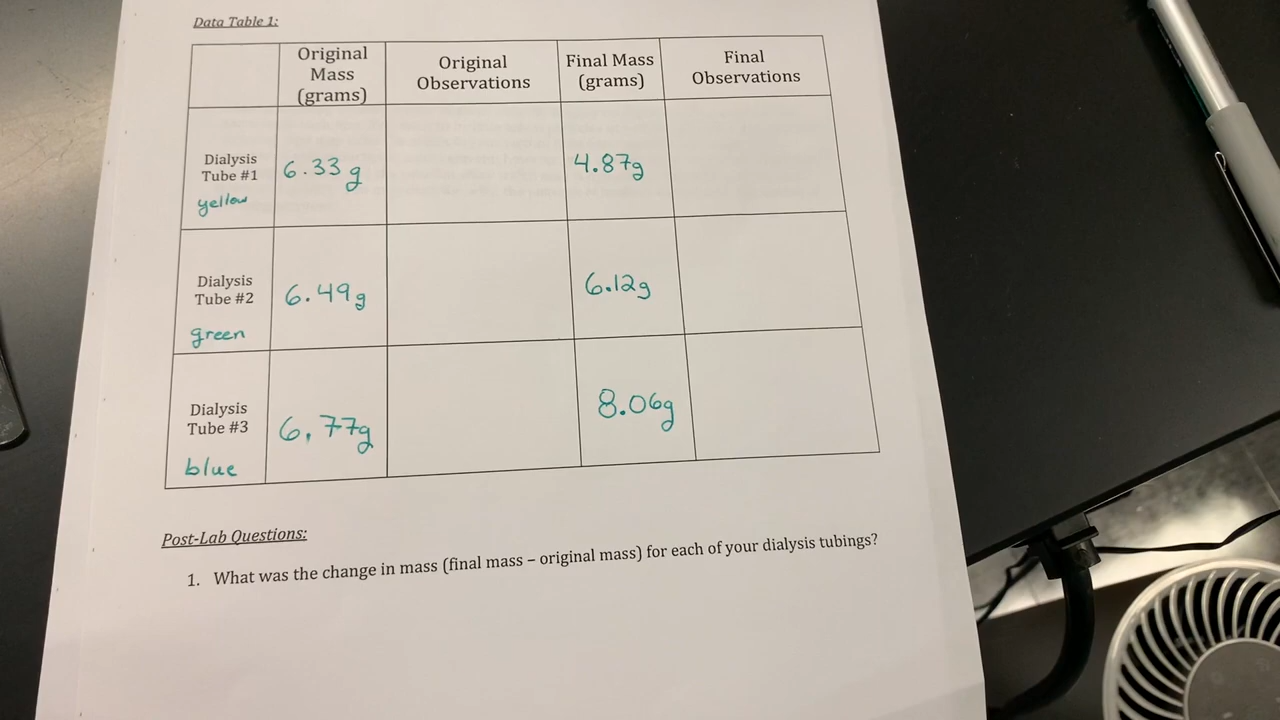 Data Table 1:
Original
Mass
(grams)
Original
Observations
Final Mass
(grams)
Final
Observations
Dialysis
Tube #1
yellow
6.33 g
4.87g
Dialysis
Tube #2
green
6.49g
6.12g
Dialysis
Tube #3
blue
6.77g
8.06g
Post-Lab Questions:
1. What was the change in mass (final mass – original mass) for each of your dialysis tubings?